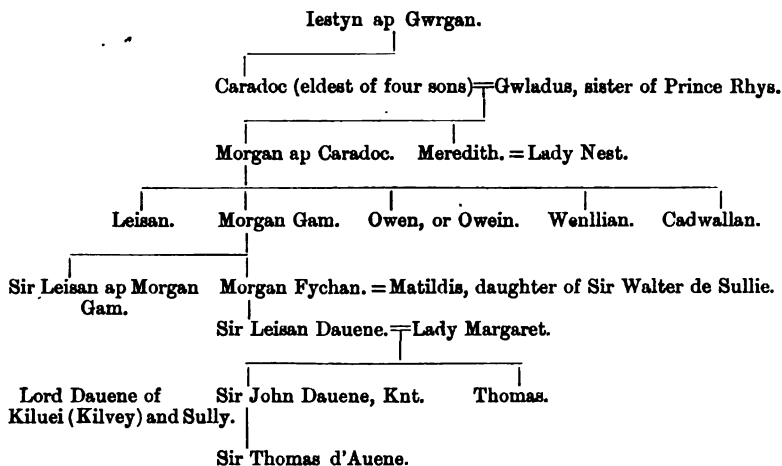 Iestyn ap Gwrgan.
Caradoc (eldest of four sons)=Gwladus, sister of Prince Rhys.
Morgan ap Caradoc. Meredith. = Lady Nest.
Leisan. Morgan Gam. Owen, or Owein. Wenllian. Cadwallan.
Sir Leisan ap Morgan Gam. Morgan Fychan. = Matildis, daughter of Sir Walter de Sullie.
Sir Leisan Dauene.=Lady Margaret.
Lord Dauene of Kiluei (Kilvey) and Sully. Sir John Dauene, Knt. Thomas.
Sir Thomas d'Auene.